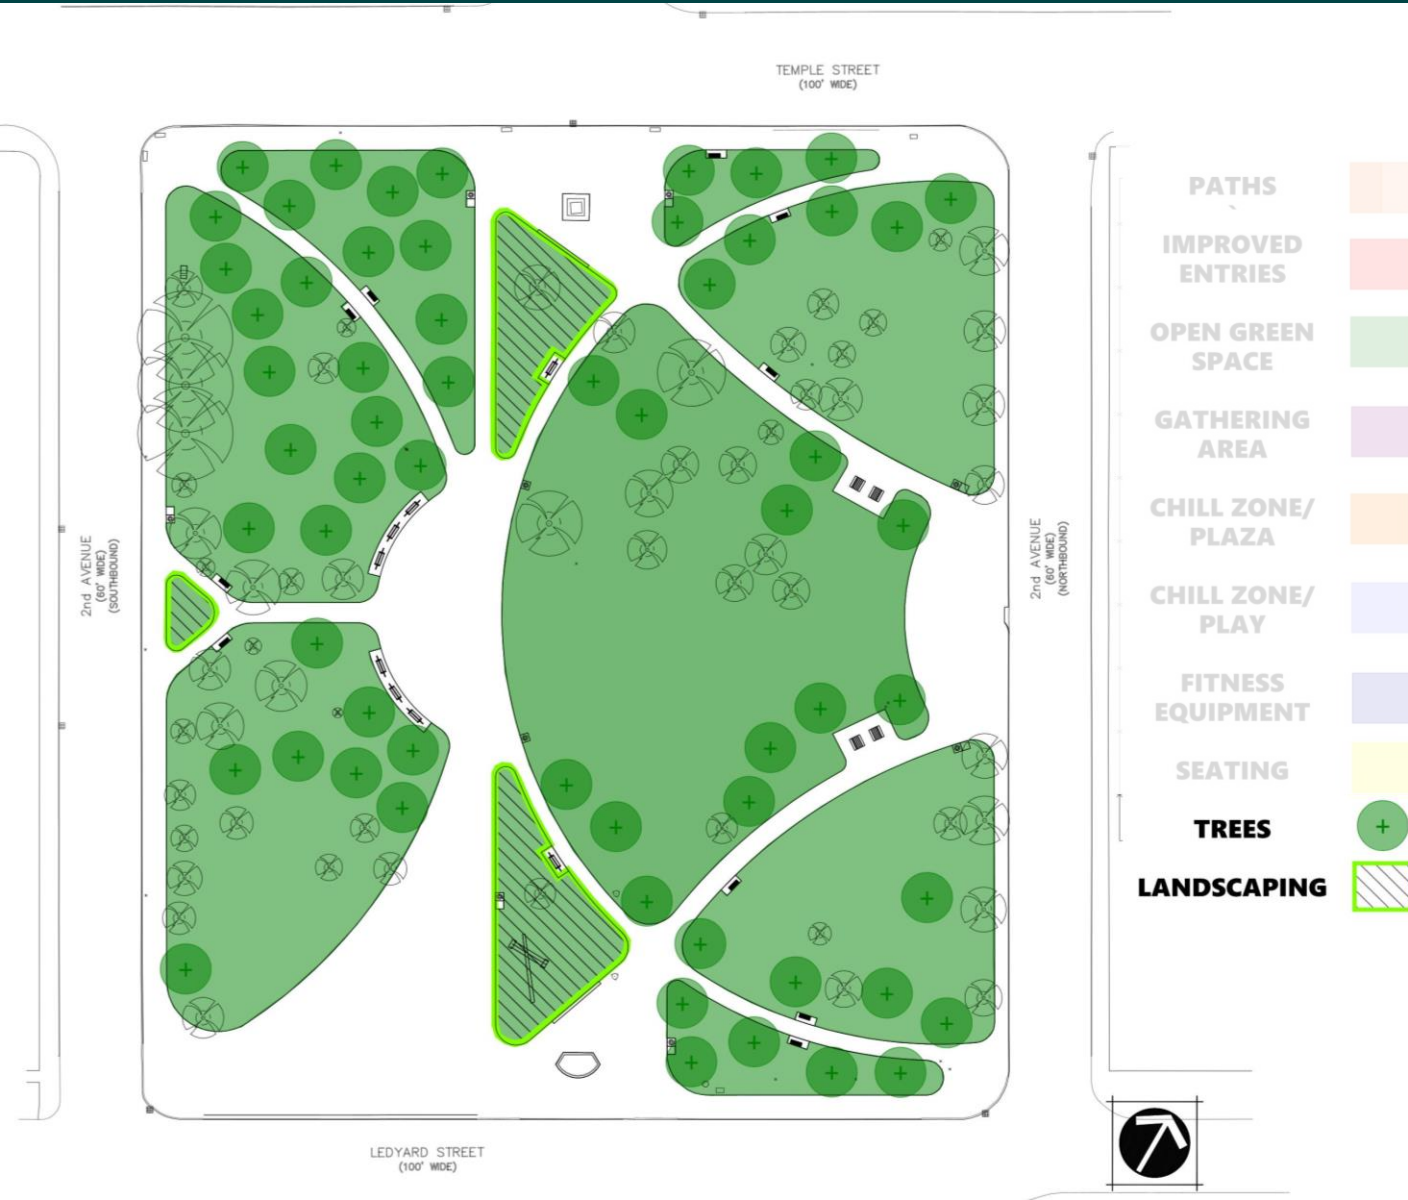 TEMPLE STREET
(100' WIDE)
2nd AVENUE
(60' WIDE)
(SOUTHBOUND)
2nd AVENUE
(60' WIDE)
(NORTHBOUND)
LEDYARD STREET
(100' WIDE)
PATHS
IMPROVED
ENTRIES
OPEN GREEN
SPACE
GATHERING
AREA
CHILL ZONE/
PLAZA
CHILL ZONE/
PLAY
FITNESS
EQUIPMENT
SEATING
TREES
LANDSCAPING